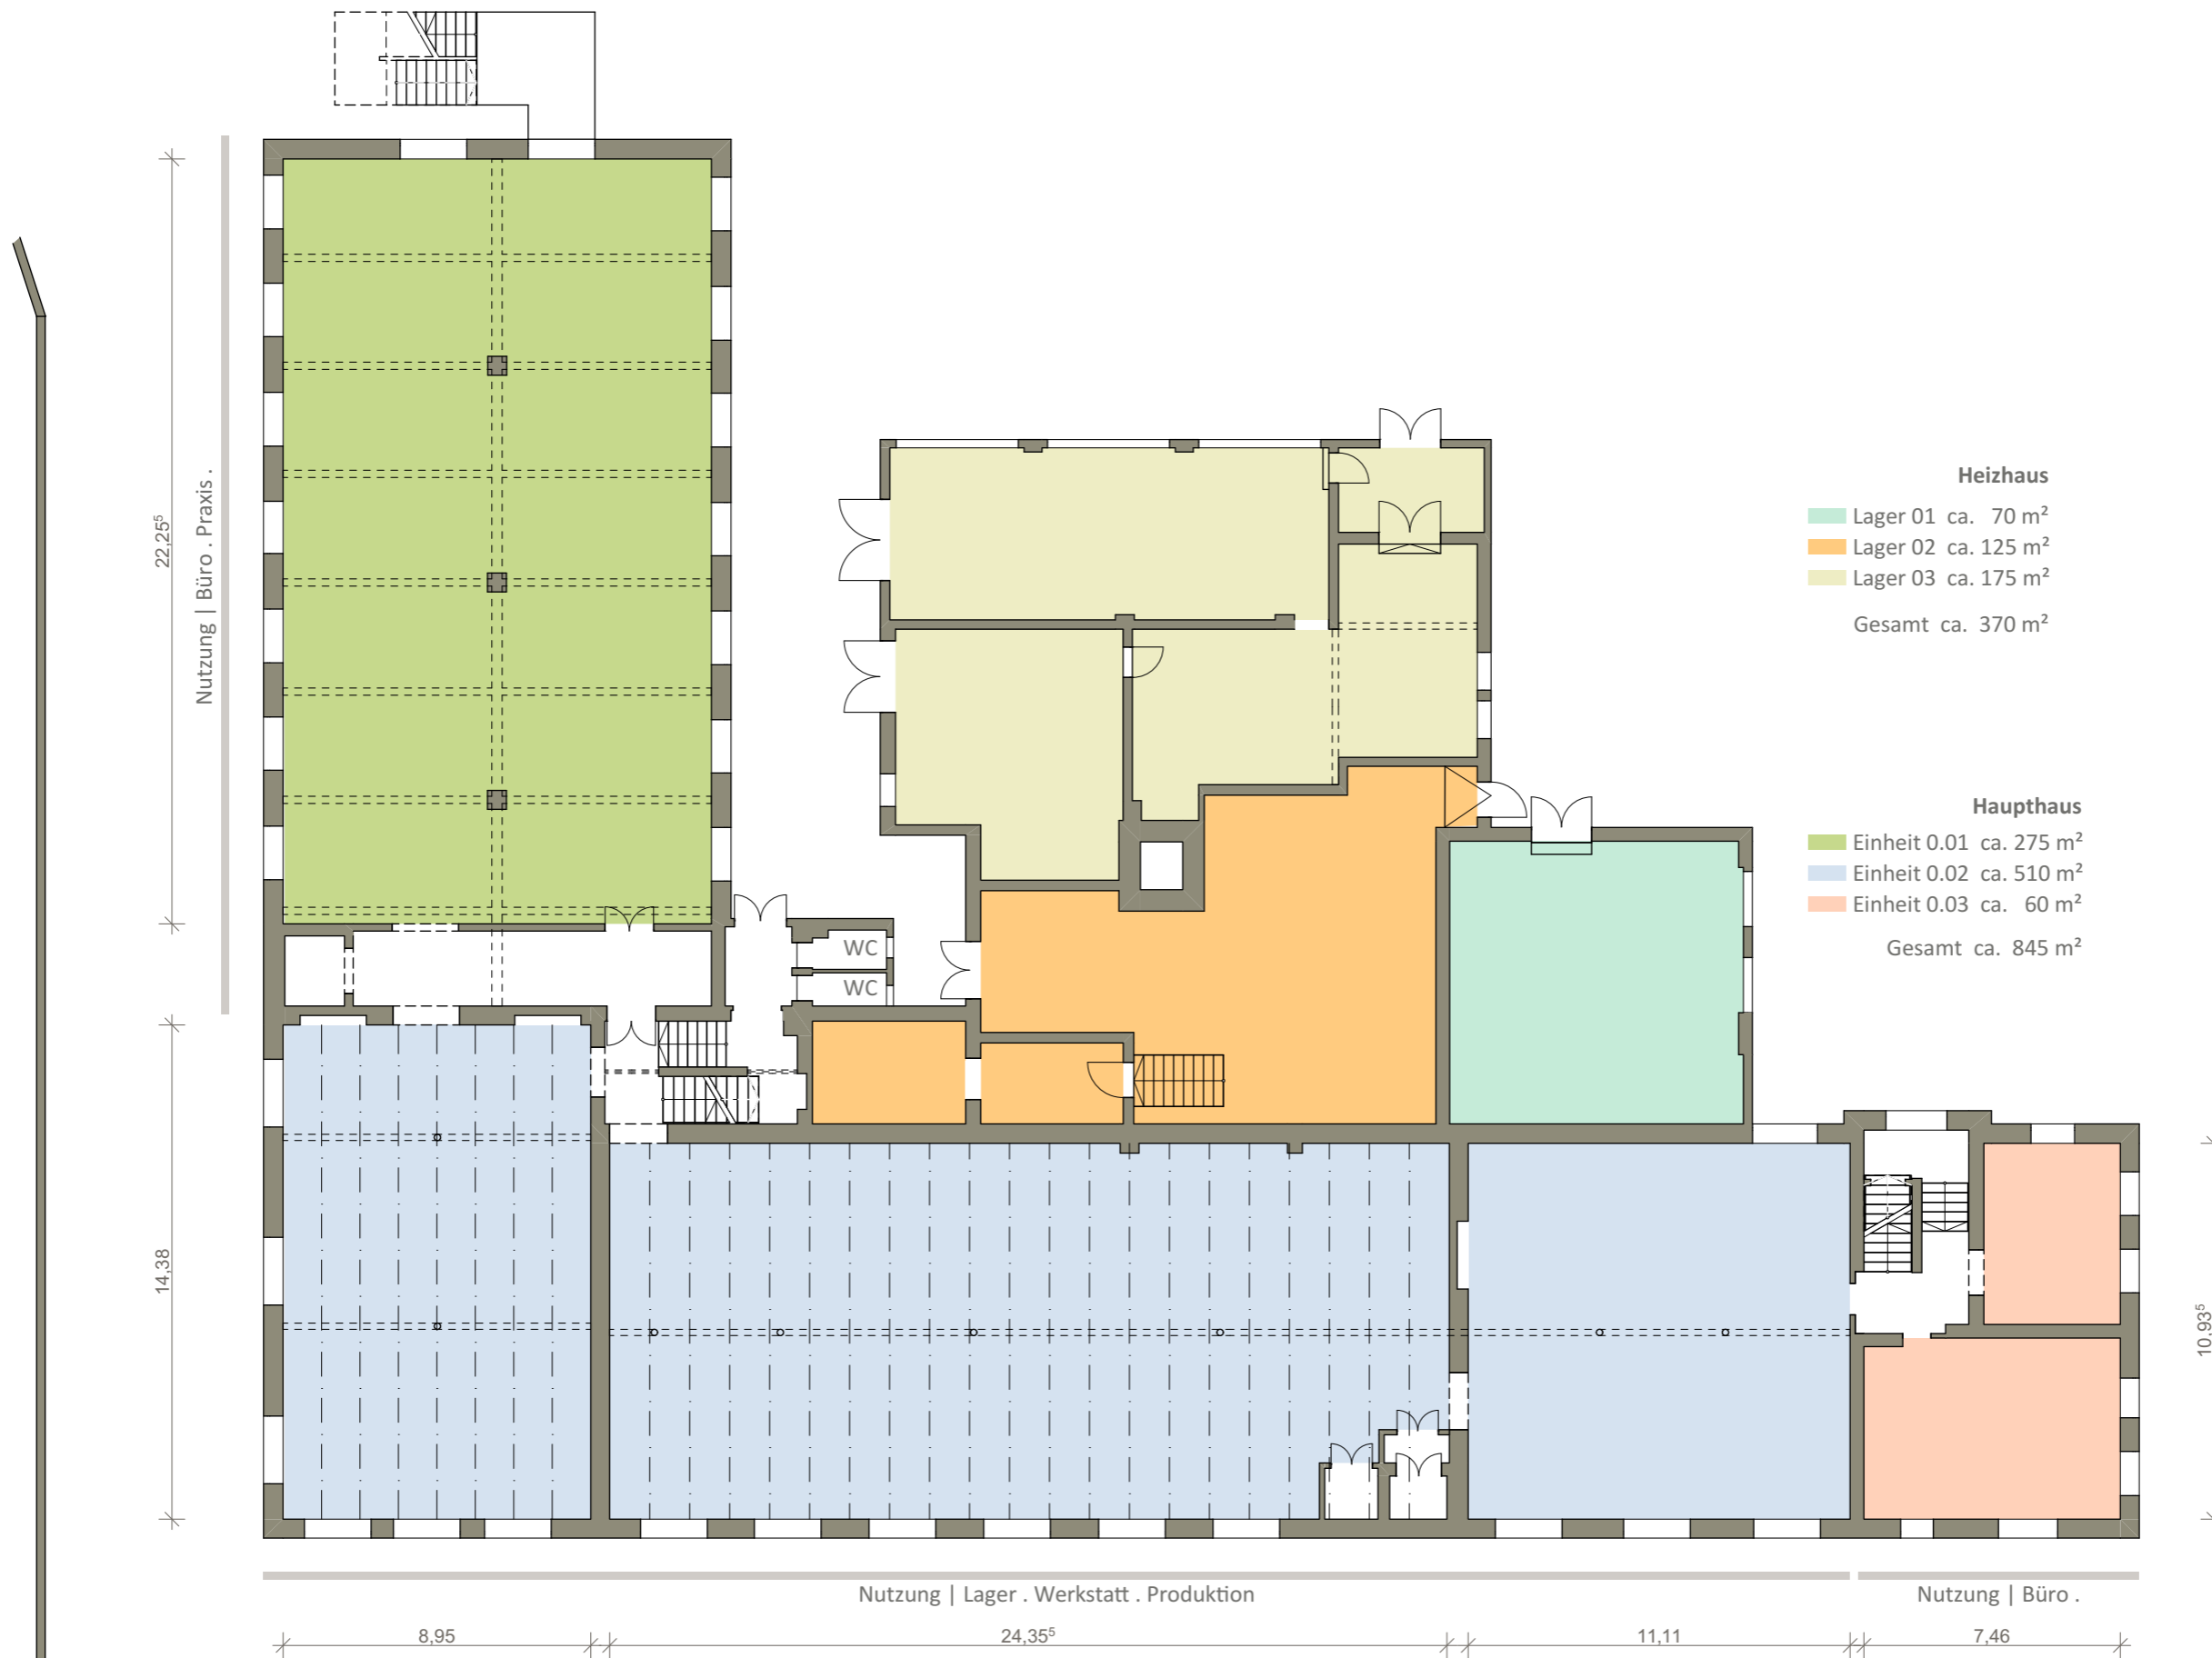 Heizhaus
Lager 01 ca. 70 m²
Lager 02 ca. 125 m²
Lager 03 ca. 175 m²
Gesamt ca. 370 m²
Haupthaus
Einheit 0.01 ca. 275 m²
Einheit 0.02 ca. 510 m²
Einheit 0.03 ca. 60 m²
Gesamt ca. 845 m²
22,25⁵
Nutzung | Büro . Praxis .
WC
WC
14,38
10,93⁵
Nutzung | Lager . Werkstatt . Produktion
Nutzung | Büro .
8,95
24,35⁵
11,11
7,46